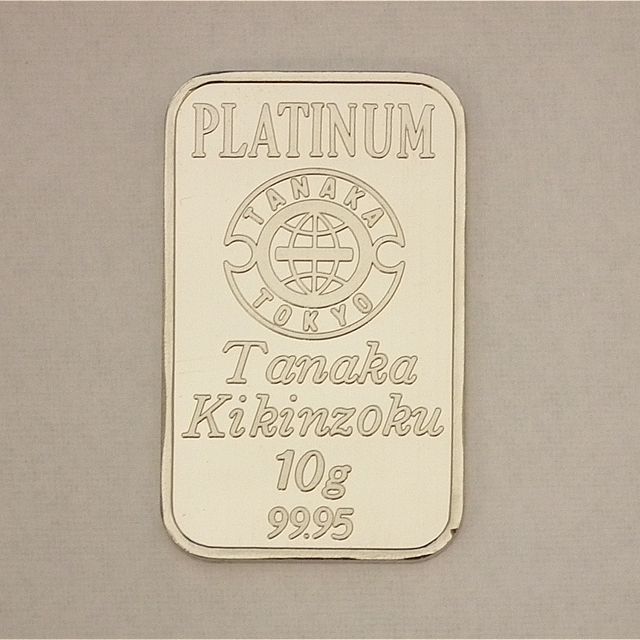 PLATINUM
TANAKA
TOKYO
Tanaka
Kikinzoku
10g
99.95